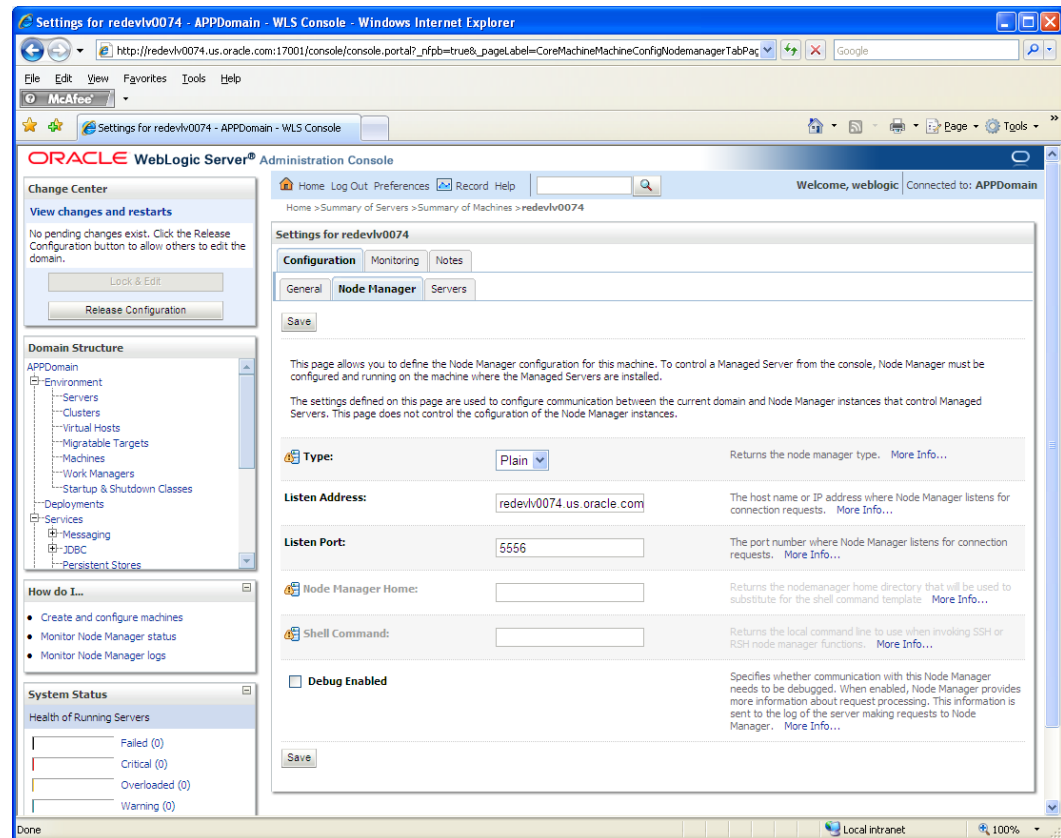 Settings for redevlv0074 - APPDomain - WLS Console - Windows Internet Explorer
http://redevlv0074.us.oracle.com:17001/console/console.portal?_nfpb=true&_pageLabel=CoreMachineMachineConfigNodemanagerTabPag
Google
File Edit View Favorites Tools Help
McAfee
Settings for redevlv0074 - APPDomain - WLS Console
Page Tools
ORACLE WebLogic Server® Administration Console
Change Center
View changes and restarts
No pending changes exist. Click the Release
Configuration button to allow others to edit the
domain.
Lock & Edit
Release Configuration
Domain Structure
APPDomain
Environment
Servers
Clusters
Virtual Hosts
Migratable Targets
Machines
Work Managers
Startup & Shutdown Classes
Deployments
Services
Messaging
JDBC
Persistent Stores
How do I...
Create and configure machines
Monitor Node Manager status
Monitor Node Manager logs
System Status
Health of Running Servers
Failed (0)
Critical (0)
Overloaded (0)
Warning (0)
Home Log Out Preferences Record Help
Welcome, weblogic Connected to: APPDomain
Home >Summary of Servers >Summary of Machines >redevlv0074
Settings for redevlv0074
Configuration Monitoring Notes
General Node Manager Servers
Save
This page allows you to define the Node Manager configuration for this machine. To control a Managed Server from the console, Node Manager must be
configured and running on the machine where the Managed Servers are installed.
The settings defined on this page are used to configure communication between the current domain and Node Manager instances that control Managed
Servers. This page does not control the cofiguration of the Node Manager instances.
Type: Plain Returns the node manager type. More Info...
Listen Address: redevlv0074.us.oracle.com The host name or IP address where Node Manager listens for
connection requests. More Info...
Listen Port: 5556 The port number where Node Manager listens for connection
requests. More Info...
Node Manager Home: Returns the nodemanager home directory that will be used to
substitute for the shell command template More Info...
Shell Command: Returns the local command line to use when invoking SSH or
RSH node manager functions. More Info...
Debug Enabled Specifies whether communication with this Node Manager
needs to be debugged. When enabled, Node Manager provides
more information about request processing. This information is
sent to the log of the server making requests to Node
Manager. More Info...
Save
Done
Local intranet
100%